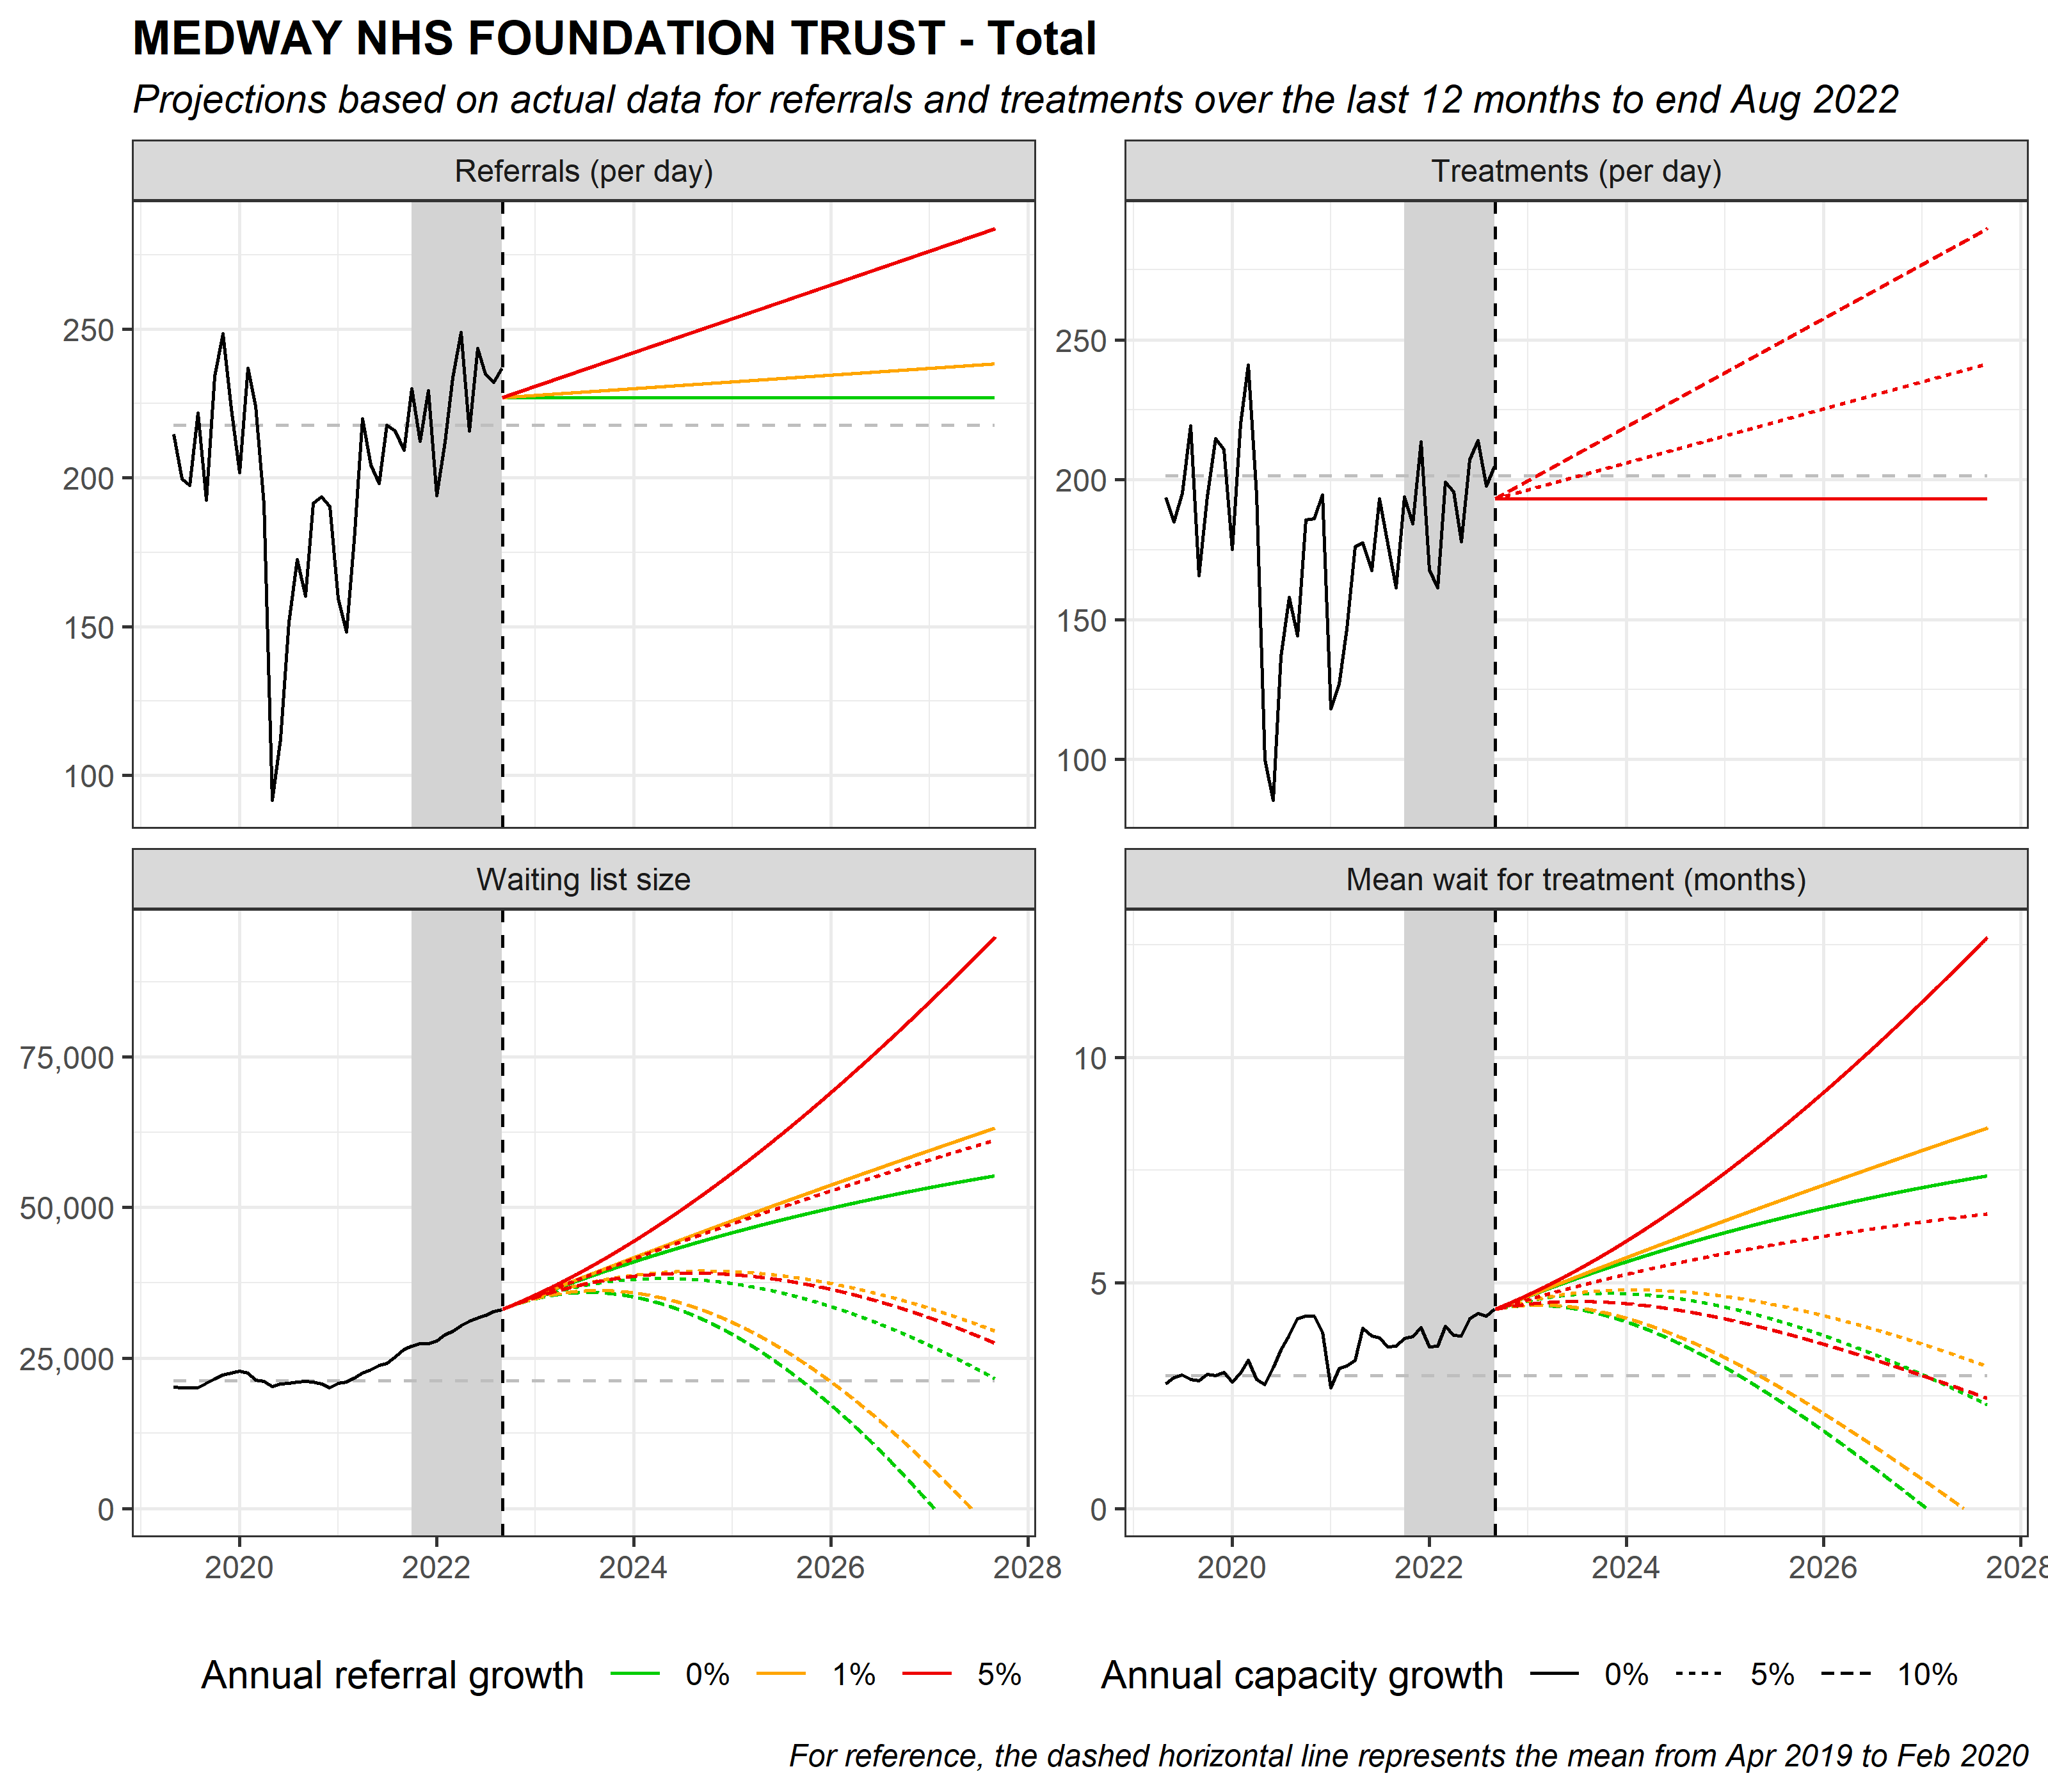 MEDWAY NHS FOUNDATION TRUST - Total
Projections based on actual data for referrals and treatments over the last 12 months to end Aug 2022
Referrals (per day)
250
200
150
100
Treatments (per day)
250
200
150
100
Waiting list size
75,000
50,000
25,000
0
2020 2022 2024 2026 2028
Mean wait for treatment (months)
10
5
0
2020 2022 2024 2026 2028
Annual referral growth 0% 1% 5%
Annual capacity growth 0% 5% 10%
For reference, the dashed horizontal line represents the mean from Apr 2019 to Feb 2020